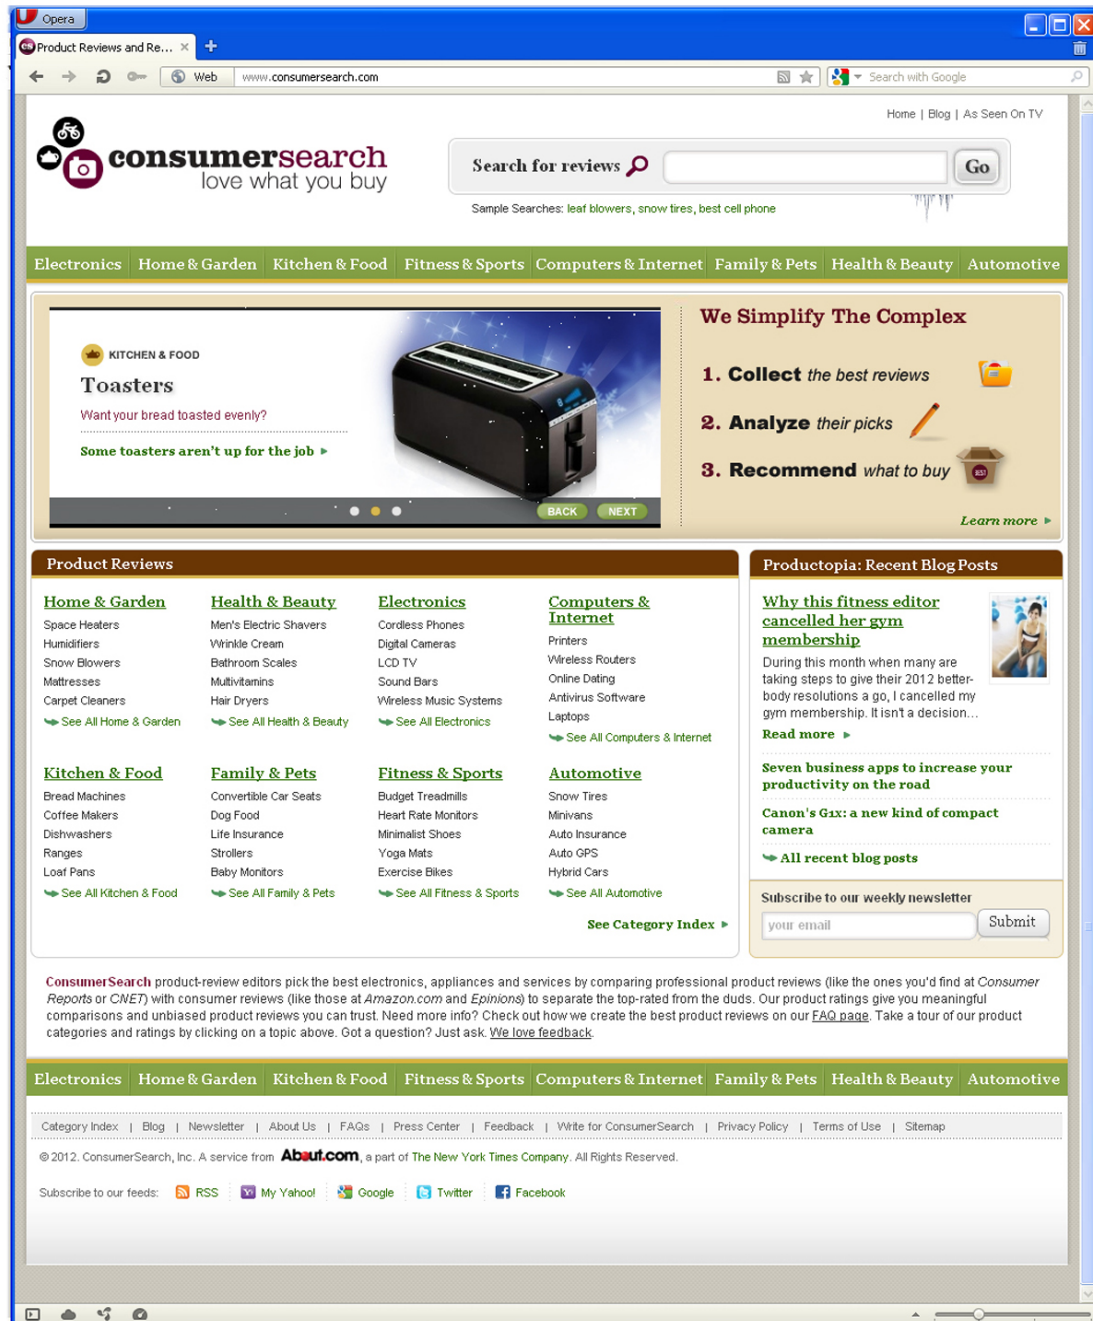 Opera
Product Reviews and Re...
Web
www.consumersearch.com
Search with Google
Home | Blog | As Seen On TV
consumersearch
love what you buy
Search for reviews
Go
Sample Searches: leaf blowers, snow tires, best cell phone
Electronics Home & Garden Kitchen & Food Fitness & Sports Computers & Internet Family & Pets Health & Beauty Automotive
KITCHEN & FOOD
Toasters
Want your bread toasted evenly?
Some toasters aren't up for the job
BACK NEXT
We Simplify The Complex
1. Collect the best reviews
2. Analyze their picks
3. Recommend what to buy
BEST
Learn more
Product Reviews
Home & Garden
Space Heaters
Humidifiers
Snow Blowers
Mattresses
Carpet Cleaners
See All Home & Garden
Health & Beauty
Men's Electric Shavers
Wrinkle Cream
Bathroom Scales
Multivitamins
Hair Dryers
See All Health & Beauty
Electronics
Cordless Phones
Digital Cameras
LCD TV
Sound Bars
Wireless Music Systems
See All Electronics
Computers &
Internet
Printers
Wireless Routers
Online Dating
Antivirus Software
Laptops
See All Computers & Internet
Kitchen & Food
Bread Machines
Coffee Makers
Dishwashers
Ranges
Loaf Pans
See All Kitchen & Food
Family & Pets
Convertible Car Seats
Dog Food
Life Insurance
Strollers
Baby Monitors
See All Family & Pets
Fitness & Sports
Budget Treadmills
Heart Rate Monitors
Minimalist Shoes
Yoga Mats
Exercise Bikes
See All Fitness & Sports
Automotive
Snow Tires
Minivans
Auto Insurance
Auto GPS
Hybrid Cars
See All Automotive
See Category Index
Productopia: Recent Blog Posts
Why this fitness editor
cancelled her gym
membership
During this month when many are
taking steps to give their 2012 better-
body resolutions a go, I cancelled my
gym membership. It isn't a decision...
Read more
Seven business apps to increase your
productivity on the road
Canon's G1x: a new kind of compact
camera
All recent blog posts
Subscribe to our weekly newsletter
your email
Submit
ConsumerSearch product-review editors pick the best electronics, appliances and services by comparing professional product reviews (like the ones you'd find at Consumer
Reports or CNET) with consumer reviews (like those at Amazon.com and Epinions) to separate the top-rated from the duds. Our product ratings give you meaningful
comparisons and unbiased product reviews you can trust. Need more info? Check out how we create the best product reviews on our FAQ page. Take a tour of our product
categories and ratings by clicking on a topic above. Got a question? Just ask. We love feedback.
Electronics Home & Garden Kitchen & Food Fitness & Sports Computers & Internet Family & Pets Health & Beauty Automotive
Category Index | Blog | Newsletter | About Us | FAQs | Press Center | Feedback | Write for ConsumerSearch | Privacy Policy | Terms of Use | Sitemap
© 2012. ConsumerSearch, Inc. A service from About.com, a part of The New York Times Company. All Rights Reserved.
Subscribe to our feeds: RSS My Yahoo! Google Twitter Facebook